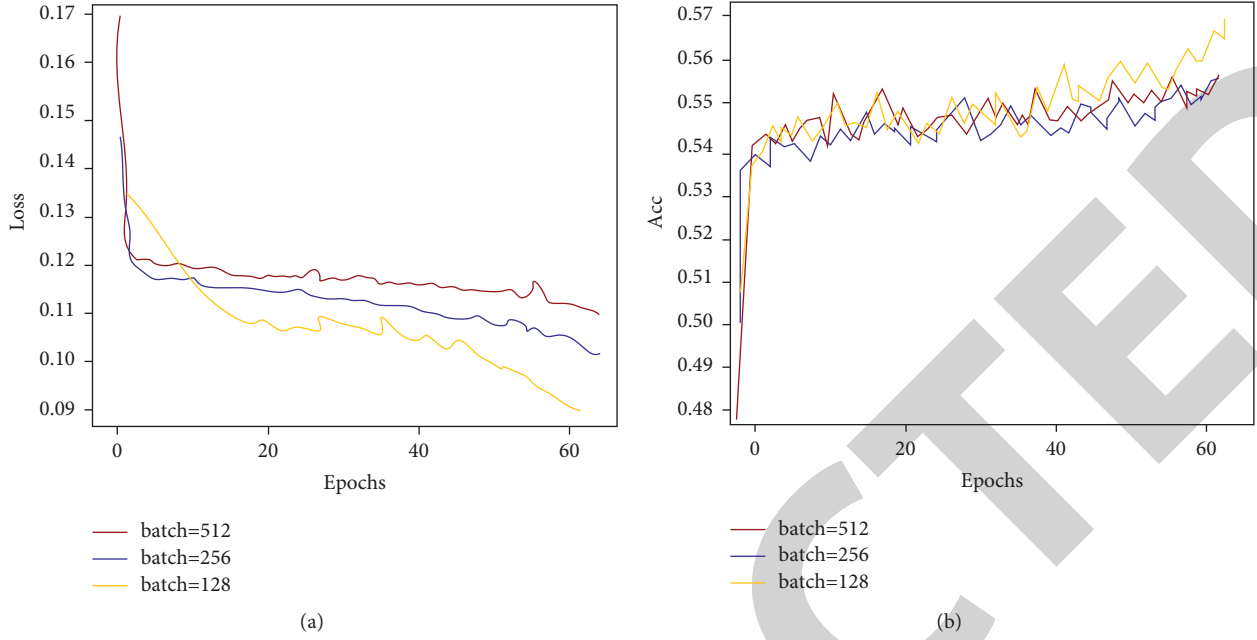 0.17
0.16
0.15
0.14
0.13
0.12
0.11
0.10
0.09
Loss
0
20
40
60
Epochs
batch=512
batch=256
batch=128
(a)
0.57
0.56
0.55
0.54
0.53
0.52
0.51
0.50
0.49
0.48
Acc
0
20
40
60
Epochs
batch=512
batch=256
batch=128
(b)
CTED